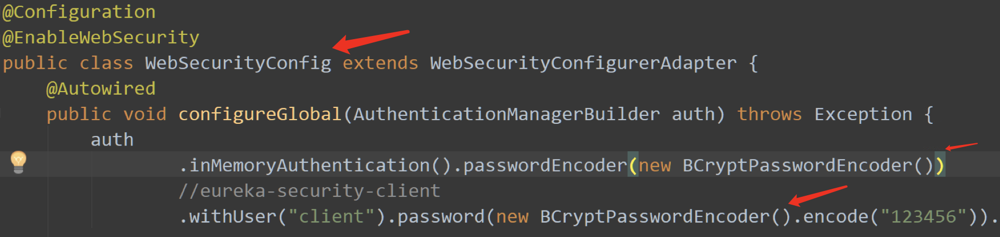 @Configuration
@EnableWebSecurity
public class WebSecurityConfig extends WebSecurityConfigurerAdapter {
@Autowired
public void configureGlobal(AuthenticationManagerBuilder auth) throws Exception {
auth
.inMemoryAuthentication().passwordEncoder(new BCryptPasswordEncoder())
//eureka-security-client
.withUser("client").password(new BCryptPasswordEncoder().encode("123456")).